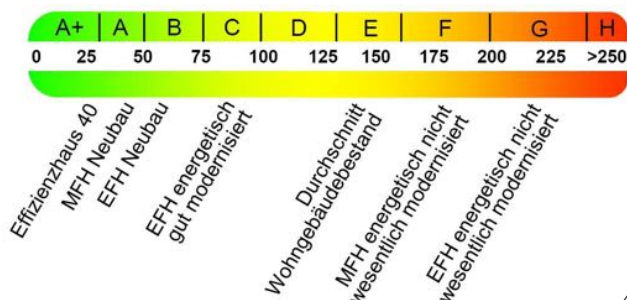 A+ A B C D E F G H
0 25 50 75 100 125 150 175 200 225 >250
Effizienzhaus 40
MFH Neubau
EFH Neubau
EFH energetisch
gut modernisiert
Durchschnitt
Wohngebäudebestand
MFH energetisch nicht
wesentlich modernisiert
EFH energetisch nicht
wesentlich modernisiert